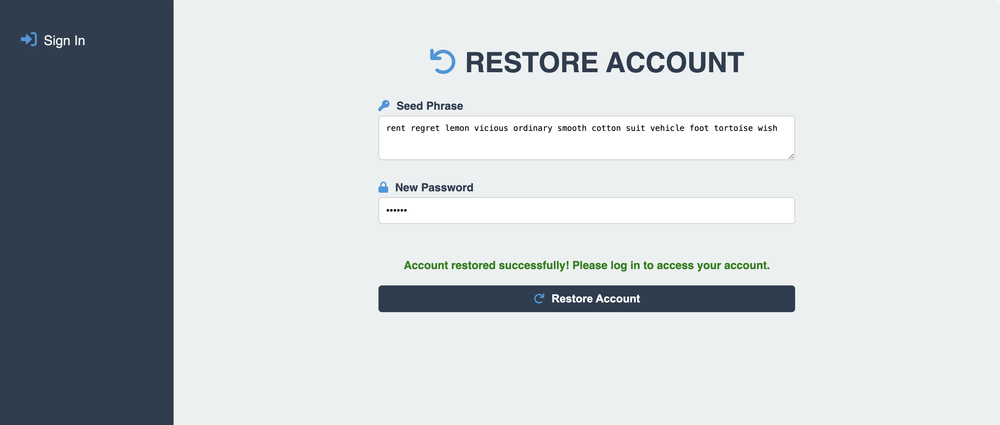 Sign In
RESTORE ACCOUNT
Seed Phrase
rent regret lemon vicious ordinary smooth cotton suit vehicle foot tortoise wish
New Password
••••••
Account restored successfully! Please log in to access your account.
Restore Account